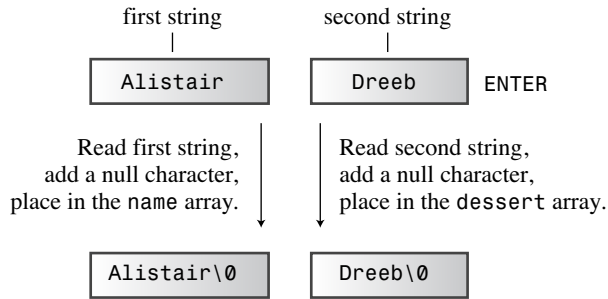 first string
second string
Alistair
Dreeb
ENTER
Read first string,
add a null character,
place in the name array.
Read second string,
add a null character,
place in the dessert array.
Alistair\0
Dreeb\0